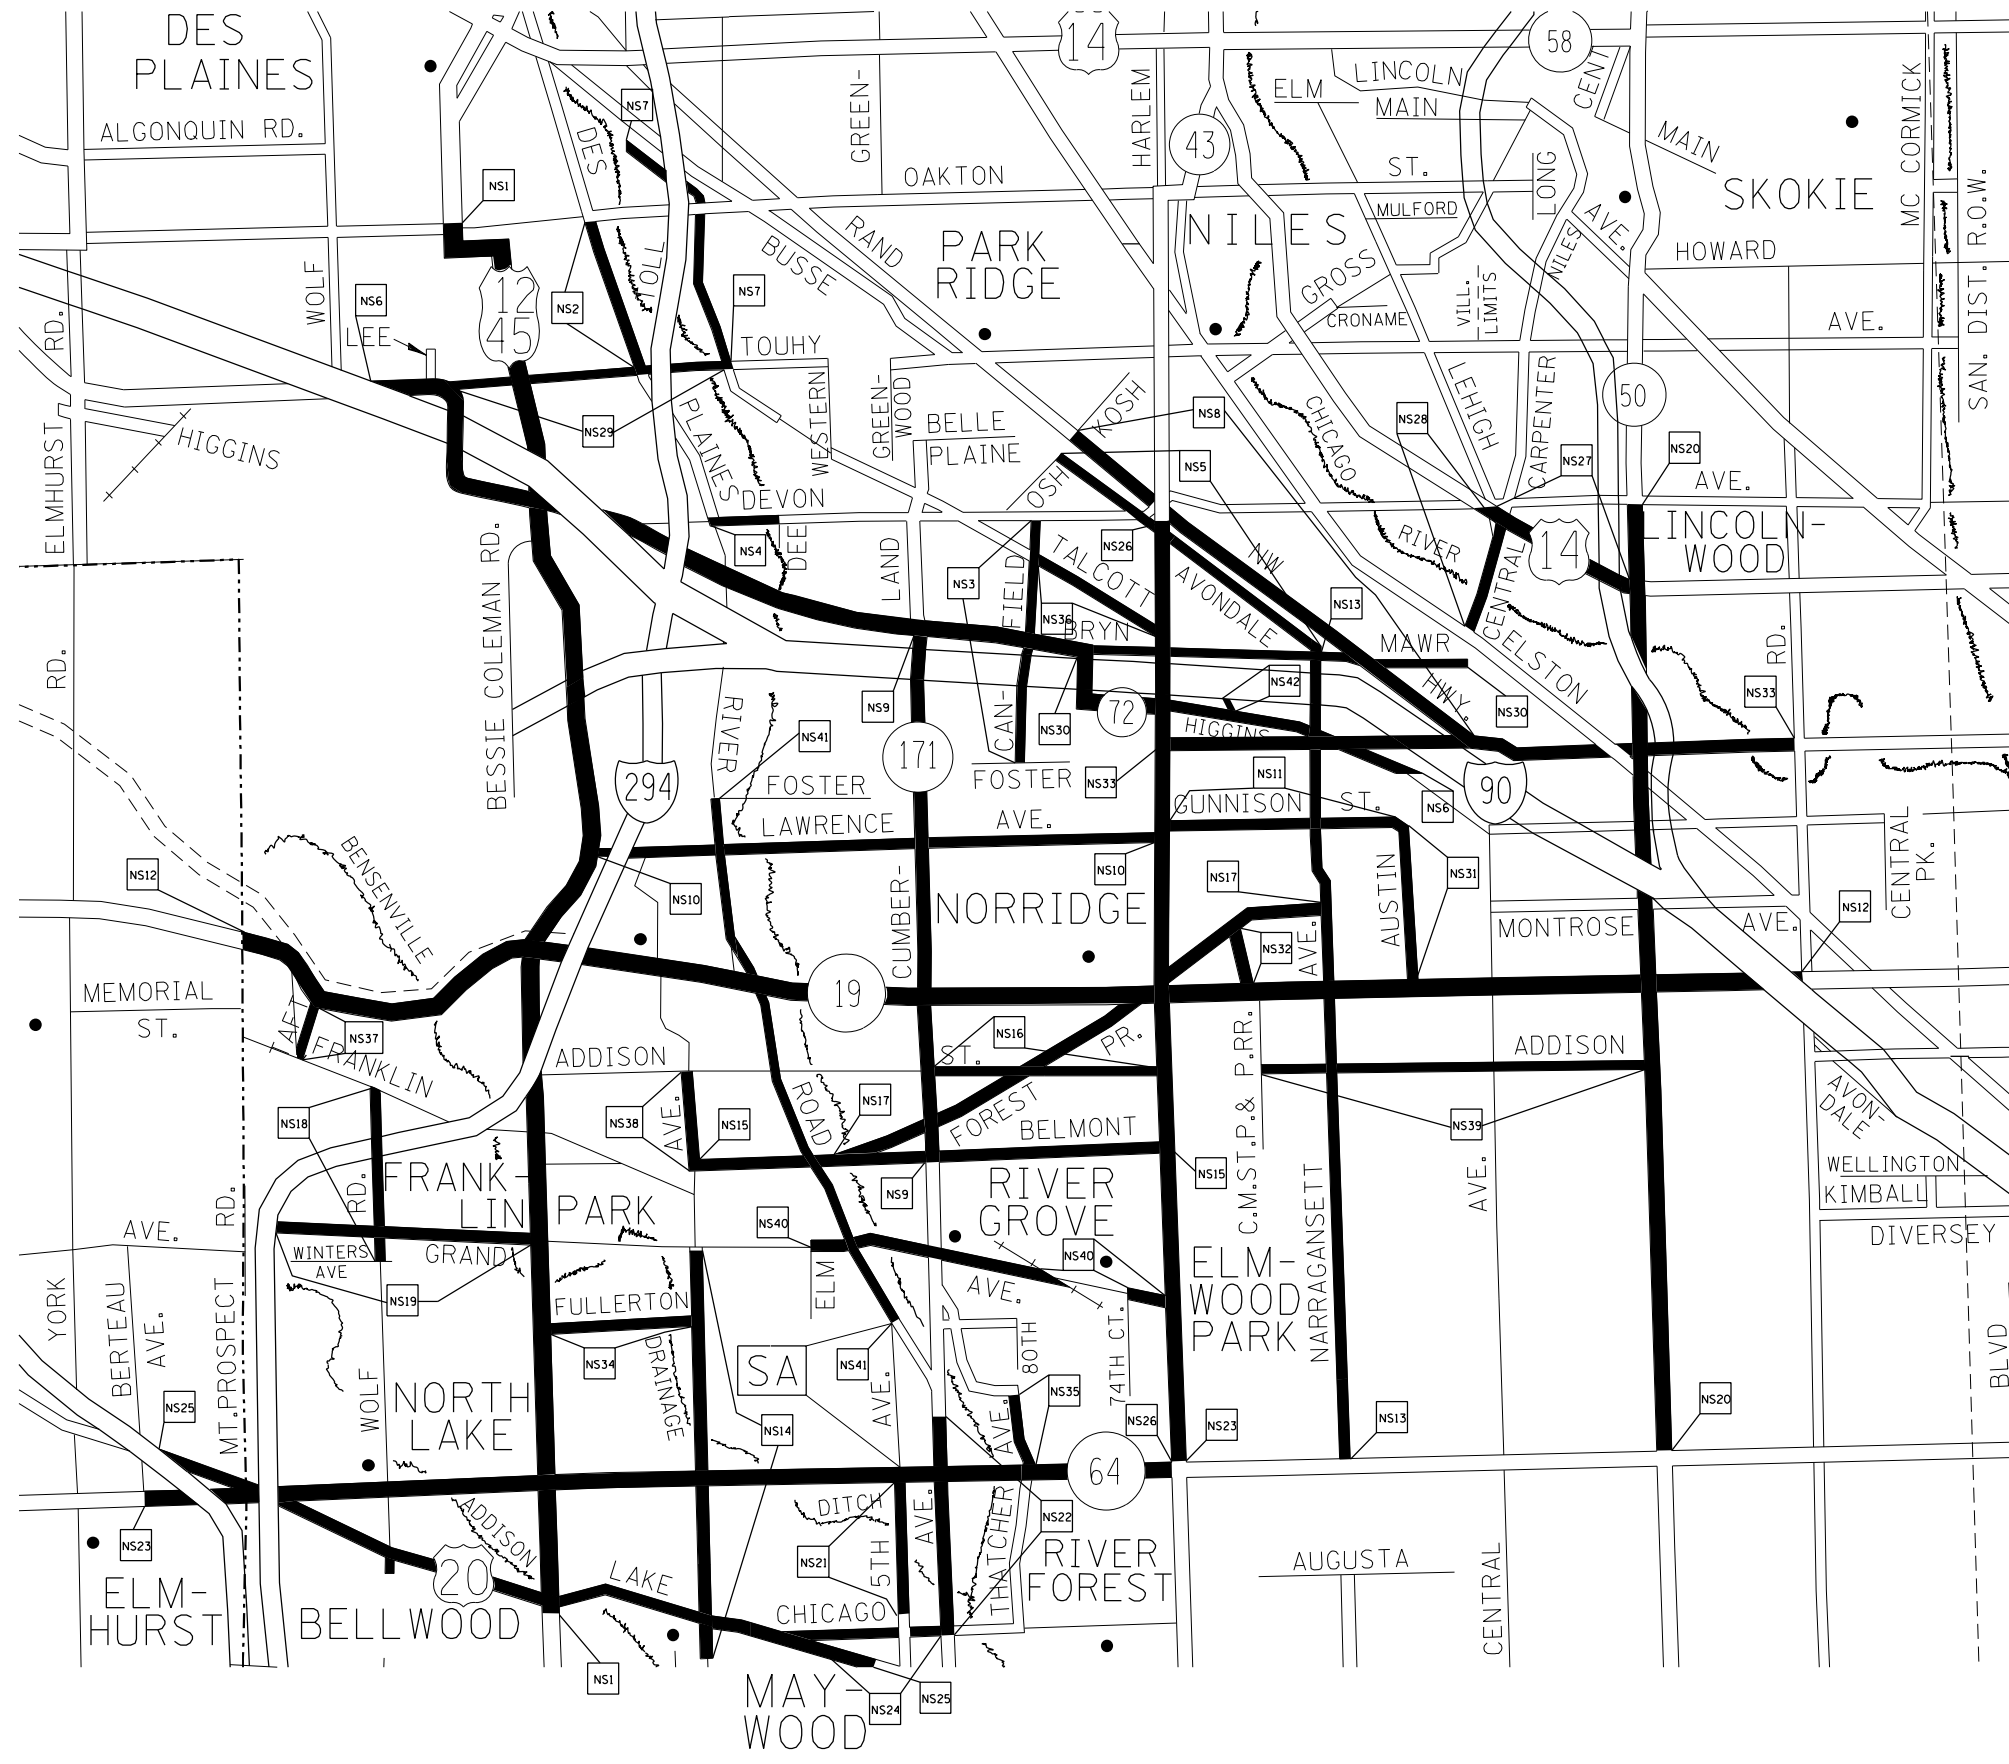 DES
PLAINES
ALGONQUIN RD.
14
58
LINCOLN
CENT
ELM
MAIN
MAIN
NS7
DES
GREEN-
HARLEM
43
MC CORMICK
R.O.W.
SAN. DIST.
NS1
OAKTON
ST.
LONG
SKOKIE
MULFORD
AVE.
NILES
NILES
HOWARD
PARK
RIDGE
RAND
BUSSE
TOLL
WOLF
12
45
NS6
LEE
NS2
NS7
TOUHY
GROSS
CRONAME
VILL.
LIMITS
AVE.
RD.
ELMHURST
HIGGINS
NS29
PLAINES
WESTERN
GREEN-
WOOD
BELLE
PLAINE
KOSH
OSH
NS8
NS5
CHICAGO
NS28
LEHIGH
CARPENTER
50
NS27
NS20
AVE.
DEVON
NS4
DEE
LAND
NS3
FIELD
TALCOTT
NS26
AVONDALE
NW
HWY.
RIVER
CENTRAL
14
LINCOLN-
WOOD
BESSIE COLEMAN RD.
NS36
BRYN
MAWR
NS13
ELSTON
RD.
RD.
RIVER
NS41
NS9
CAN-
NS30
72
HIGGINS
NS42
NS30
NS33
294
171
FOSTER
FOSTER
NS33
NS11
GUNNISON
ST.
NS6
90
LAWRENCE
AVE.
CENTRAL
PK.
BENSENVILLE
NS12
NS10
CUMBER-
NORRIDGE
NS10
NS17
AUSTIN
NS31
MONTROSE
AVE.
NS12
NS32
AVE.
MEMORIAL
ST.
TAFT
NS37
FRANKLIN
19
ADDISON
ST.
NS16
PR.
C.M.ST.P.& P.RR.
ADDISON
NS18
NS38
AVE.
NS15
ROAD
NS17
FOREST
BELMONT
NS39
AVON-
DALE
WELLINGTON
KIMBALL
DIVERSEY
FRANK-
LIN
PARK
RD.
RD.
NS9
RIVER
GROVE
NS15
AVE.
AVE.
WINTERS
AVE
GRAND
NS40
NS40
ELM
AVE.
ELM-
WOOD
PARK
NARRAGANSETT
YORK
BERTEAU
AVE.
MT.PROSPECT
NS19
FULLERTON
NS34
DRAINAGE
SA
NS41
80TH
74TH CT.
BLVD
NORTH
LAKE
WOLF
AVE.
NS35
AVE.
NS25
NS14
NS26
NS23
NS13
NS20
64
NS23
ADDISON
DITCH
AVE.
THATCHER
NS22
20
LAKE
NS21
5TH
RIVER
FOREST
AUGUSTA
CENTRAL
ELM-
HURST
BELLWOOD
CHICAGO
NS1
MAY-
WOOD
NS24
NS25